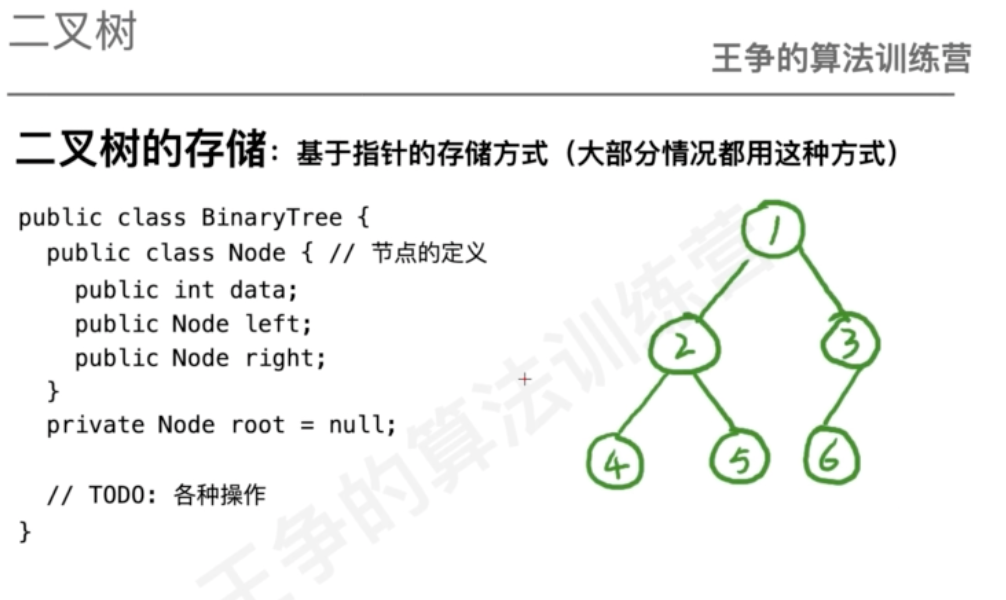 二叉树
王争的算法训练营
二叉树的存储：基于指针的存储方式（大部分情况都用这种方式）
public class BinaryTree {
  public class Node { // 节点的定义
    public int data;
    public Node left;
    public Node right;
  }
  private Node root = null;
  // TODO: 各种操作
}
1
2
3
4
5
6
王争的算法训练营